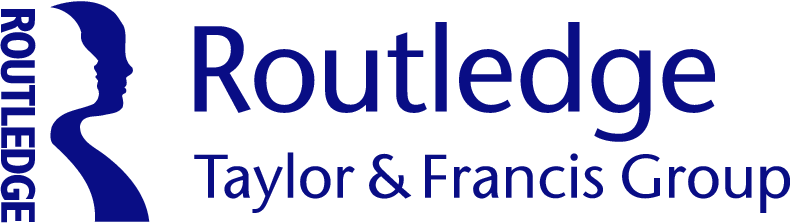 ROUTLEDGE
Routledge
Taylor & Francis Group